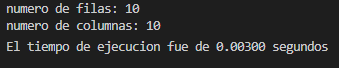 numero de filas: 10
numero de columnas: 10
El tiempo de ejecucion fue de 0.00300 segundos